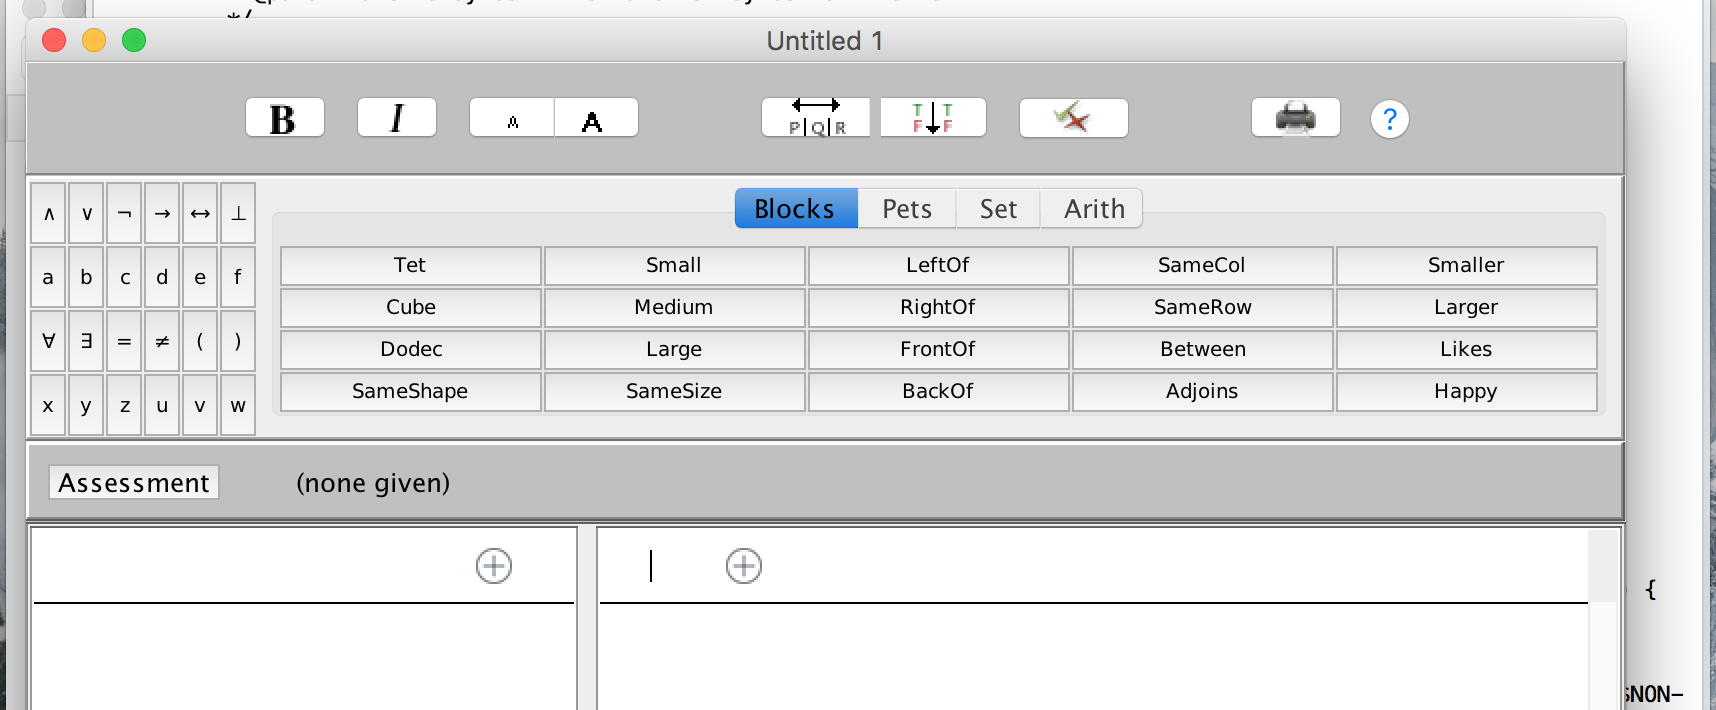 */
Untitled 1
B I A A P|Q|R T T F F ?
∧ ∨ ¬ → ↔ ⊥
a b c d e f
∀ ∃ = ≠ ( )
x y z u v w
Blocks Pets Set Arith
Tet Small LeftOf SameCol Smaller
Cube Medium RightOf SameRow Larger
Dodec Large FrontOf Between Likes
SameShape SameSize BackOf Adjoins Happy
Assessment (none given)
{
sNON-